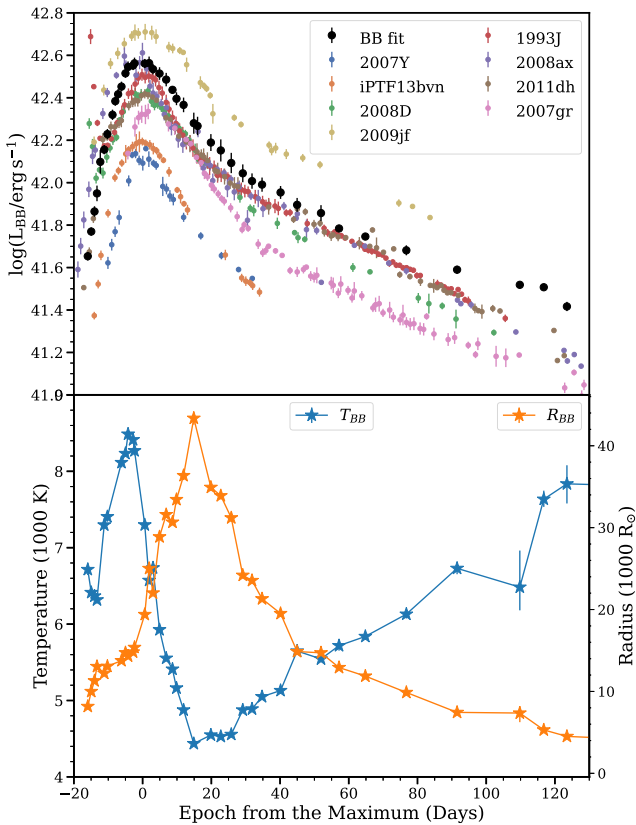 42.8
42.6
42.4
42.2
42.0
41.8
41.6
41.4
41.2
41.0
log(L_BB/erg s⁻¹)
BB fit
2007Y
iPTF13bvn
2008D
2009jf
1993J
2008ax
2011dh
2007gr
9
8
7
6
5
4
Temperature (1000 K)
T_BB
R_BB
40
30
20
10
0
Radius (1000 R⊙)
−20 0 20 40 60 80 100 120
Epoch from the Maximum (Days)